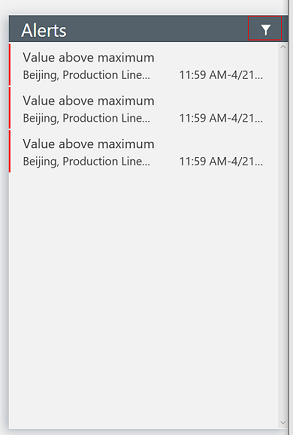 Alerts
Value above maximum
Beijing, Production Line... 11:59 AM-4/21...
Value above maximum
Beijing, Production Line... 11:59 AM-4/21...
Value above maximum
Beijing, Production Line... 11:59 AM-4/21...